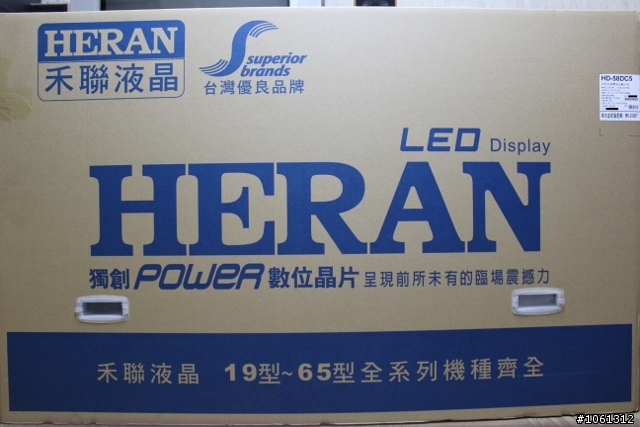 HERAN
禾聯液晶
Superior
brands
台灣優良品牌
HD-58DC5
LED Display
HERAN
獨創 POWER 數位晶片 呈現前所未有的臨場震撼力
禾聯液晶 19型~65型全系列機種齊全
#1061312